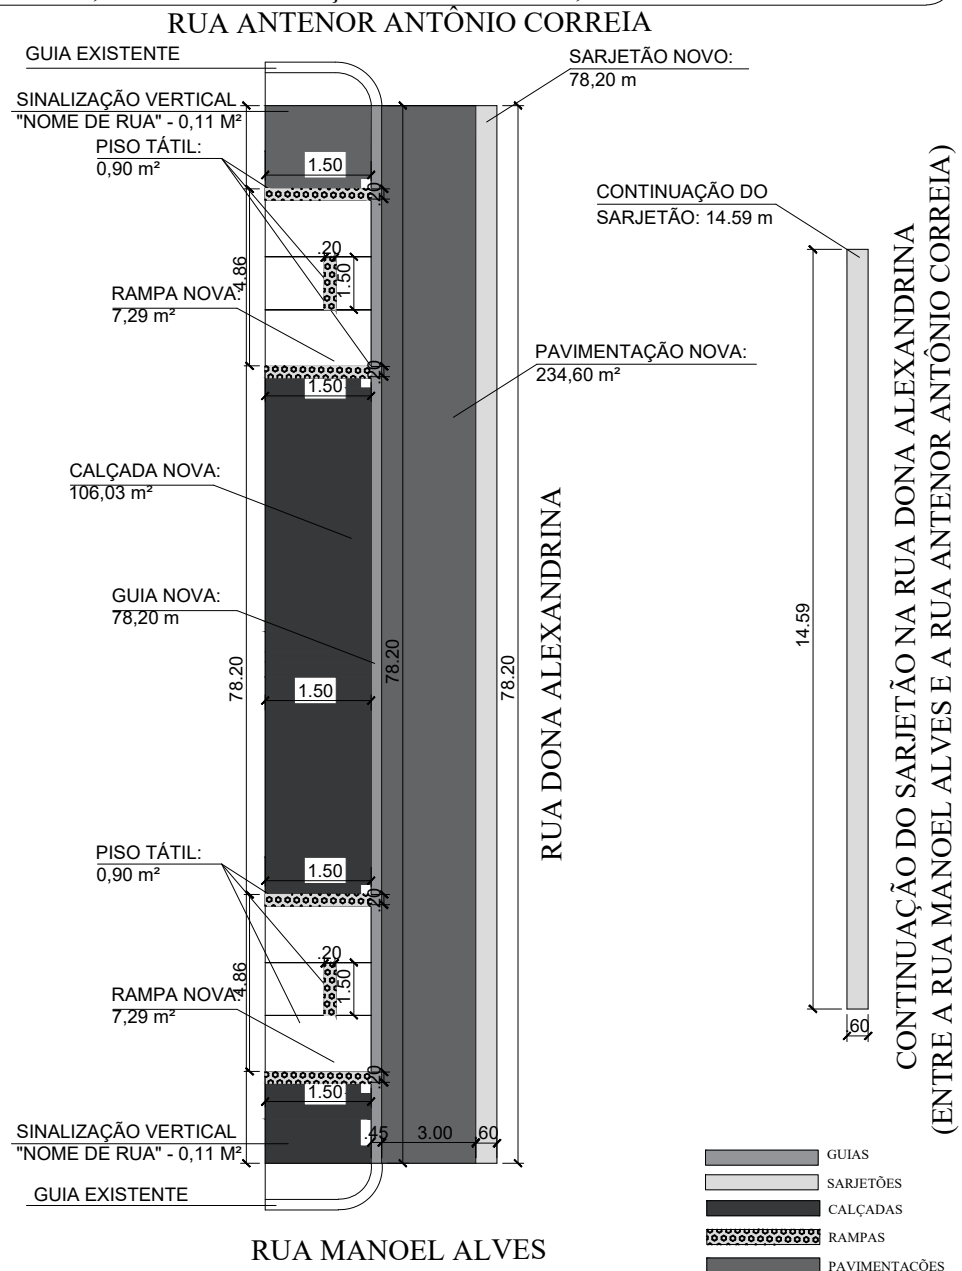 RUA ANTENOR ANTÔNIO CORREIA
GUIA EXISTENTE
SARJETÃO NOVO:
78,20 m
SINALIZAÇÃO VERTICAL
"NOME DE RUA" - 0,11 M²
PISO TÁTIL:
0,90 m²
1.50
.20
CONTINUAÇÃO DO
SARJETÃO: 14.59 m
.20
1.50
4.86
RAMPA NOVA:
7,29 m²
PAVIMENTAÇÃO NOVA:
234,60 m²
.20
1.50
CALÇADA NOVA:
106,03 m²
GUIA NOVA:
78,20 m
78.20
1.50
78.20
78.20
RUA DONA ALEXANDRINA
14.59
.60
CONTINUAÇÃO DO SARJETÃO NA RUA DONA ALEXANDRINA
(ENTRE A RUA MANOEL ALVES E A RUA ANTENOR ANTÔNIO CORREIA)
PISO TÁTIL:
0,90 m²
1.50
.20
.20
1.50
4.86
RAMPA NOVA:
7,29 m²
.20
1.50
SINALIZAÇÃO VERTICAL
"NOME DE RUA" - 0,11 M²
.45
3.00
.60
GUIA EXISTENTE
RUA MANOEL ALVES
GUIAS
SARJETÕES
CALÇADAS
RAMPAS
PAVIMENTAÇÕES